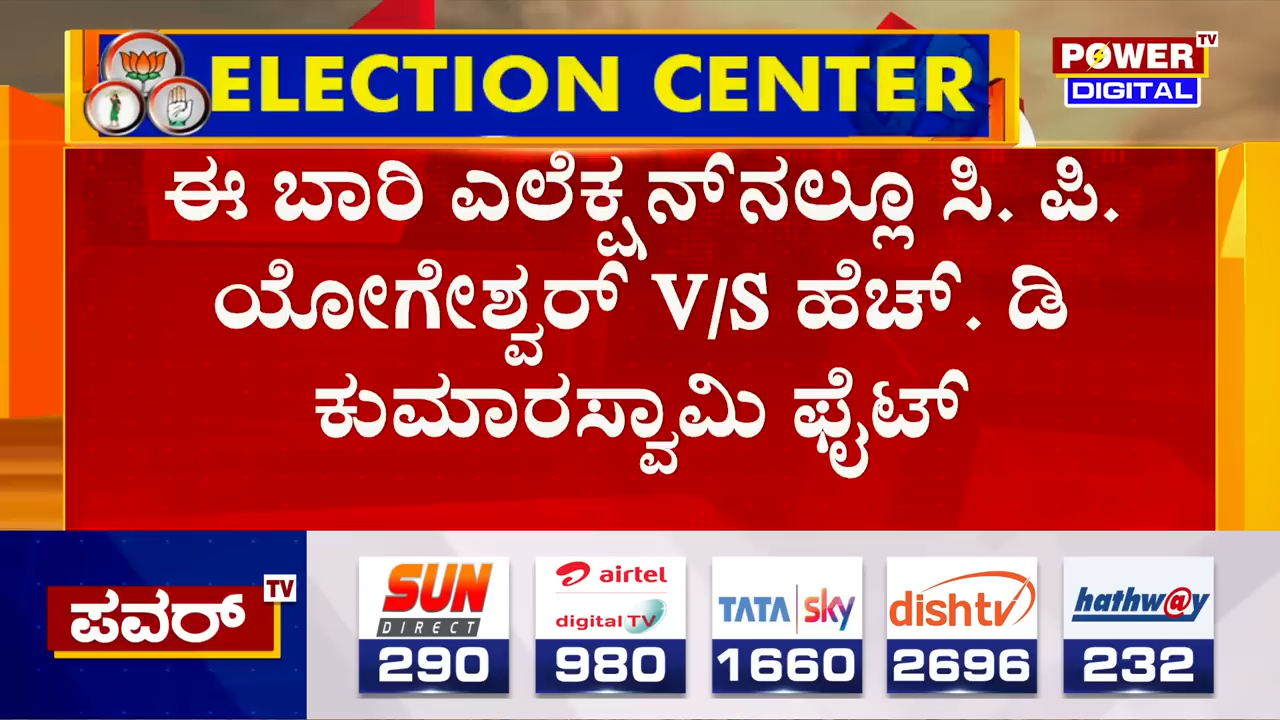 ELECTION CENTER
POWER TV
DIGITAL
ಈ ಬಾರಿ ಎಲೆಕ್ಷನ್‌ನಲ್ಲೂ ಸಿ. ಪಿ.
ಯೋಗೇಶ್ವರ್ V/S ಹೆಚ್. ಡಿ
ಕುಮಾರಸ್ವಾಮಿ ಫೈಟ್
ಪವರ್ TV
SUN DIRECT
290
airtel digital TV
980
TATA sky
1660
dishtv
2696
hathw@y
232